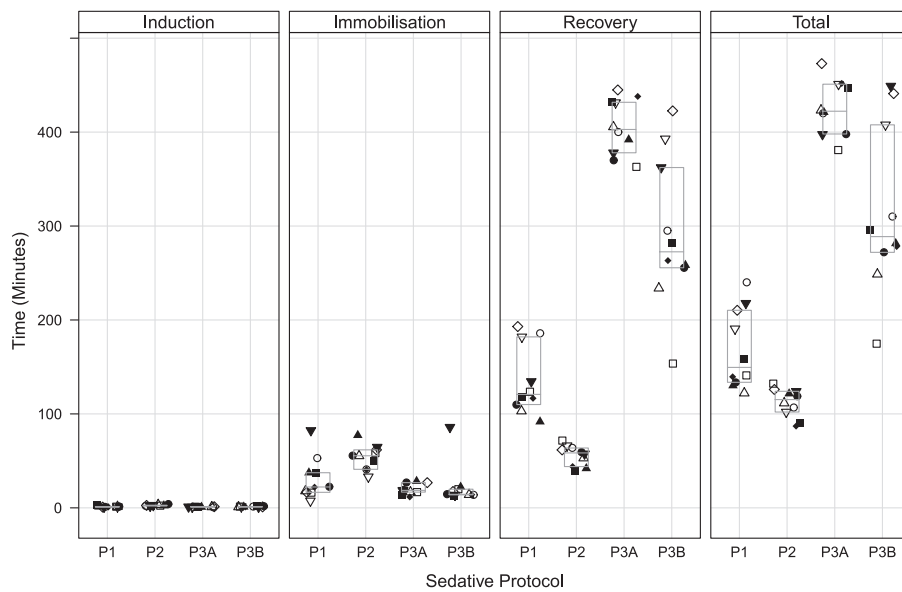 Induction Immobilisation Recovery Total
400
300
200
100
0
Time (Minutes)
P1 P2 P3A P3B P1 P2 P3A P3B P1 P2 P3A P3B P1 P2 P3A P3B
Sedative Protocol